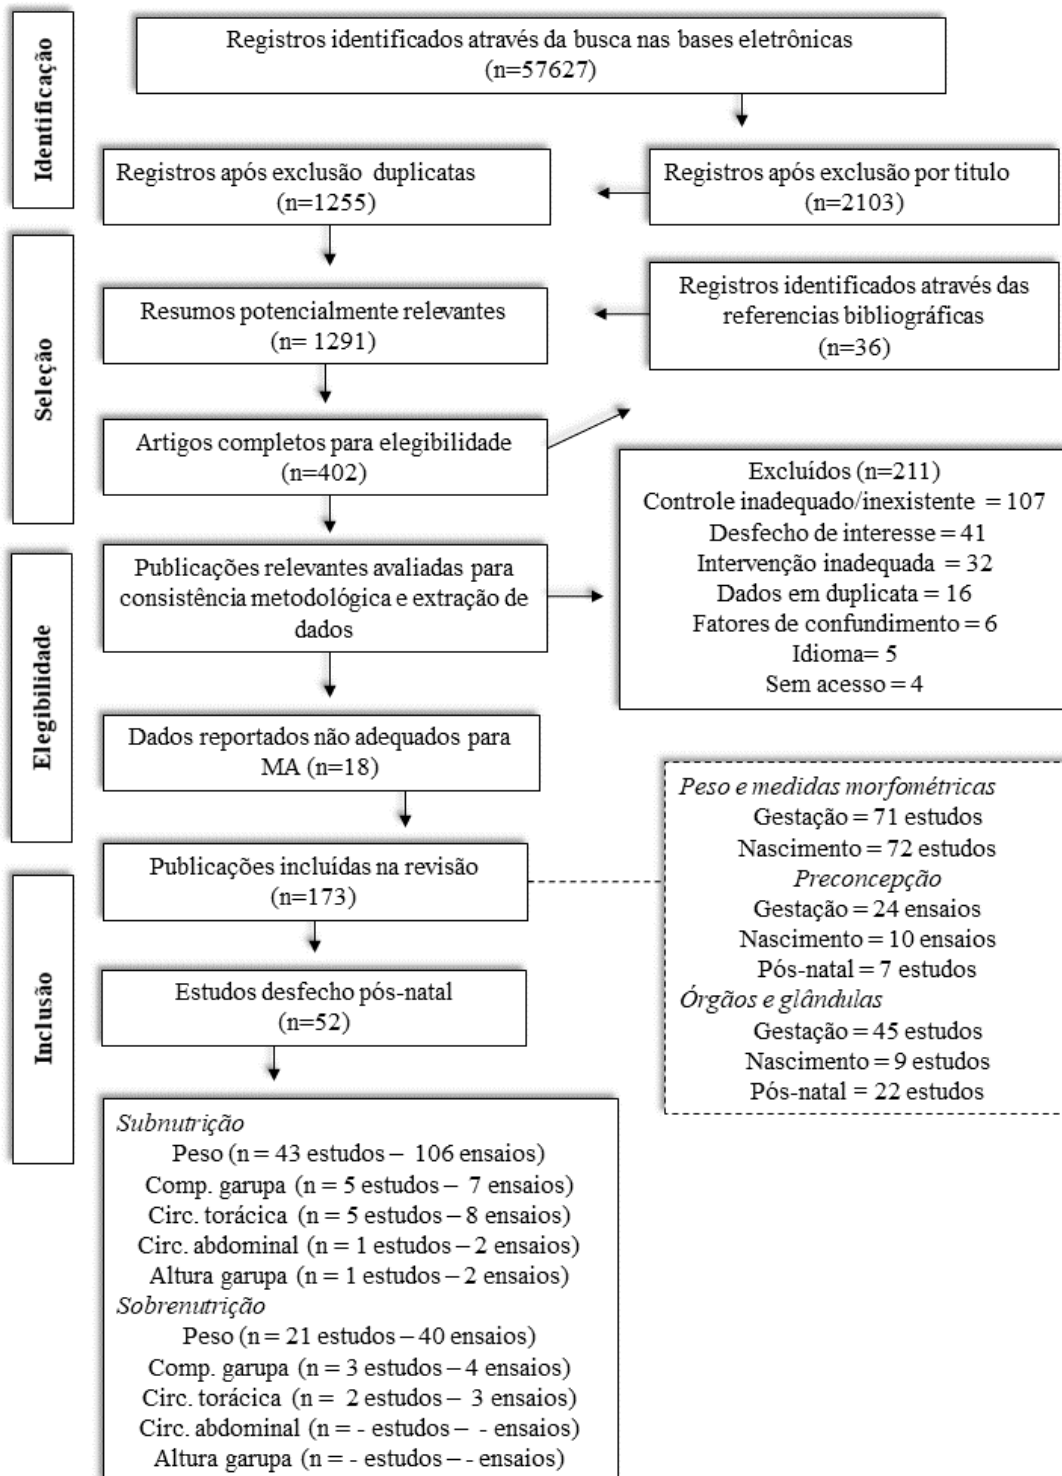 Identificação
Registros identificados através da busca nas bases eletrônicas
(n=57627)
Registros após exclusão duplicatas
(n=1255)
Registros após exclusão por titulo
(n=2103)
Seleção
Resumos potencialmente relevantes
(n= 1291)
Registros identificados através das
referencias bibliográficas
(n=36)
Artigos completos para elegibilidade
(n=402)
Excluídos (n=211)
Controle inadequado/inexistente = 107
Desfecho de interesse = 41
Intervenção inadequada = 32
Dados em duplicata = 16
Fatores de confundimento = 6
Idioma= 5
Sem acesso = 4
Elegibilidade
Publicações relevantes avaliadas para
consistência metodológica e extração de
dados
Dados reportados não adequados para
MA (n=18)
Publicações incluídas na revisão
(n=173)
Peso e medidas morfométricas
Gestação = 71 estudos
Nascimento = 72 estudos
Preconcepção
Gestação = 24 ensaios
Nascimento = 10 ensaios
Pós-natal = 7 estudos
Órgãos e glândulas
Gestação = 45 estudos
Nascimento = 9 estudos
Pós-natal = 22 estudos
Inclusão
Estudos desfecho pós-natal
(n=52)
Subnutrição
Peso (n = 43 estudos – 106 ensaios)
Comp. garupa (n = 5 estudos – 7 ensaios)
Circ. torácica (n = 5 estudos – 8 ensaios)
Circ. abdominal (n = 1 estudos – 2 ensaios)
Altura garupa (n = 1 estudos – 2 ensaios)
Sobrenutrição
Peso (n = 21 estudos – 40 ensaios)
Comp. garupa (n = 3 estudos – 4 ensaios)
Circ. torácica (n = 2 estudos – 3 ensaios)
Circ. abdominal (n = - estudos – - ensaios)
Altura garupa (n = - estudos – - ensaios)